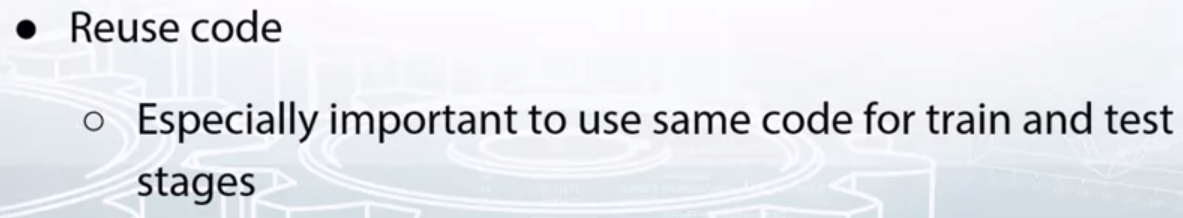 ● Reuse code
○ Especially important to use same code for train and test
stages